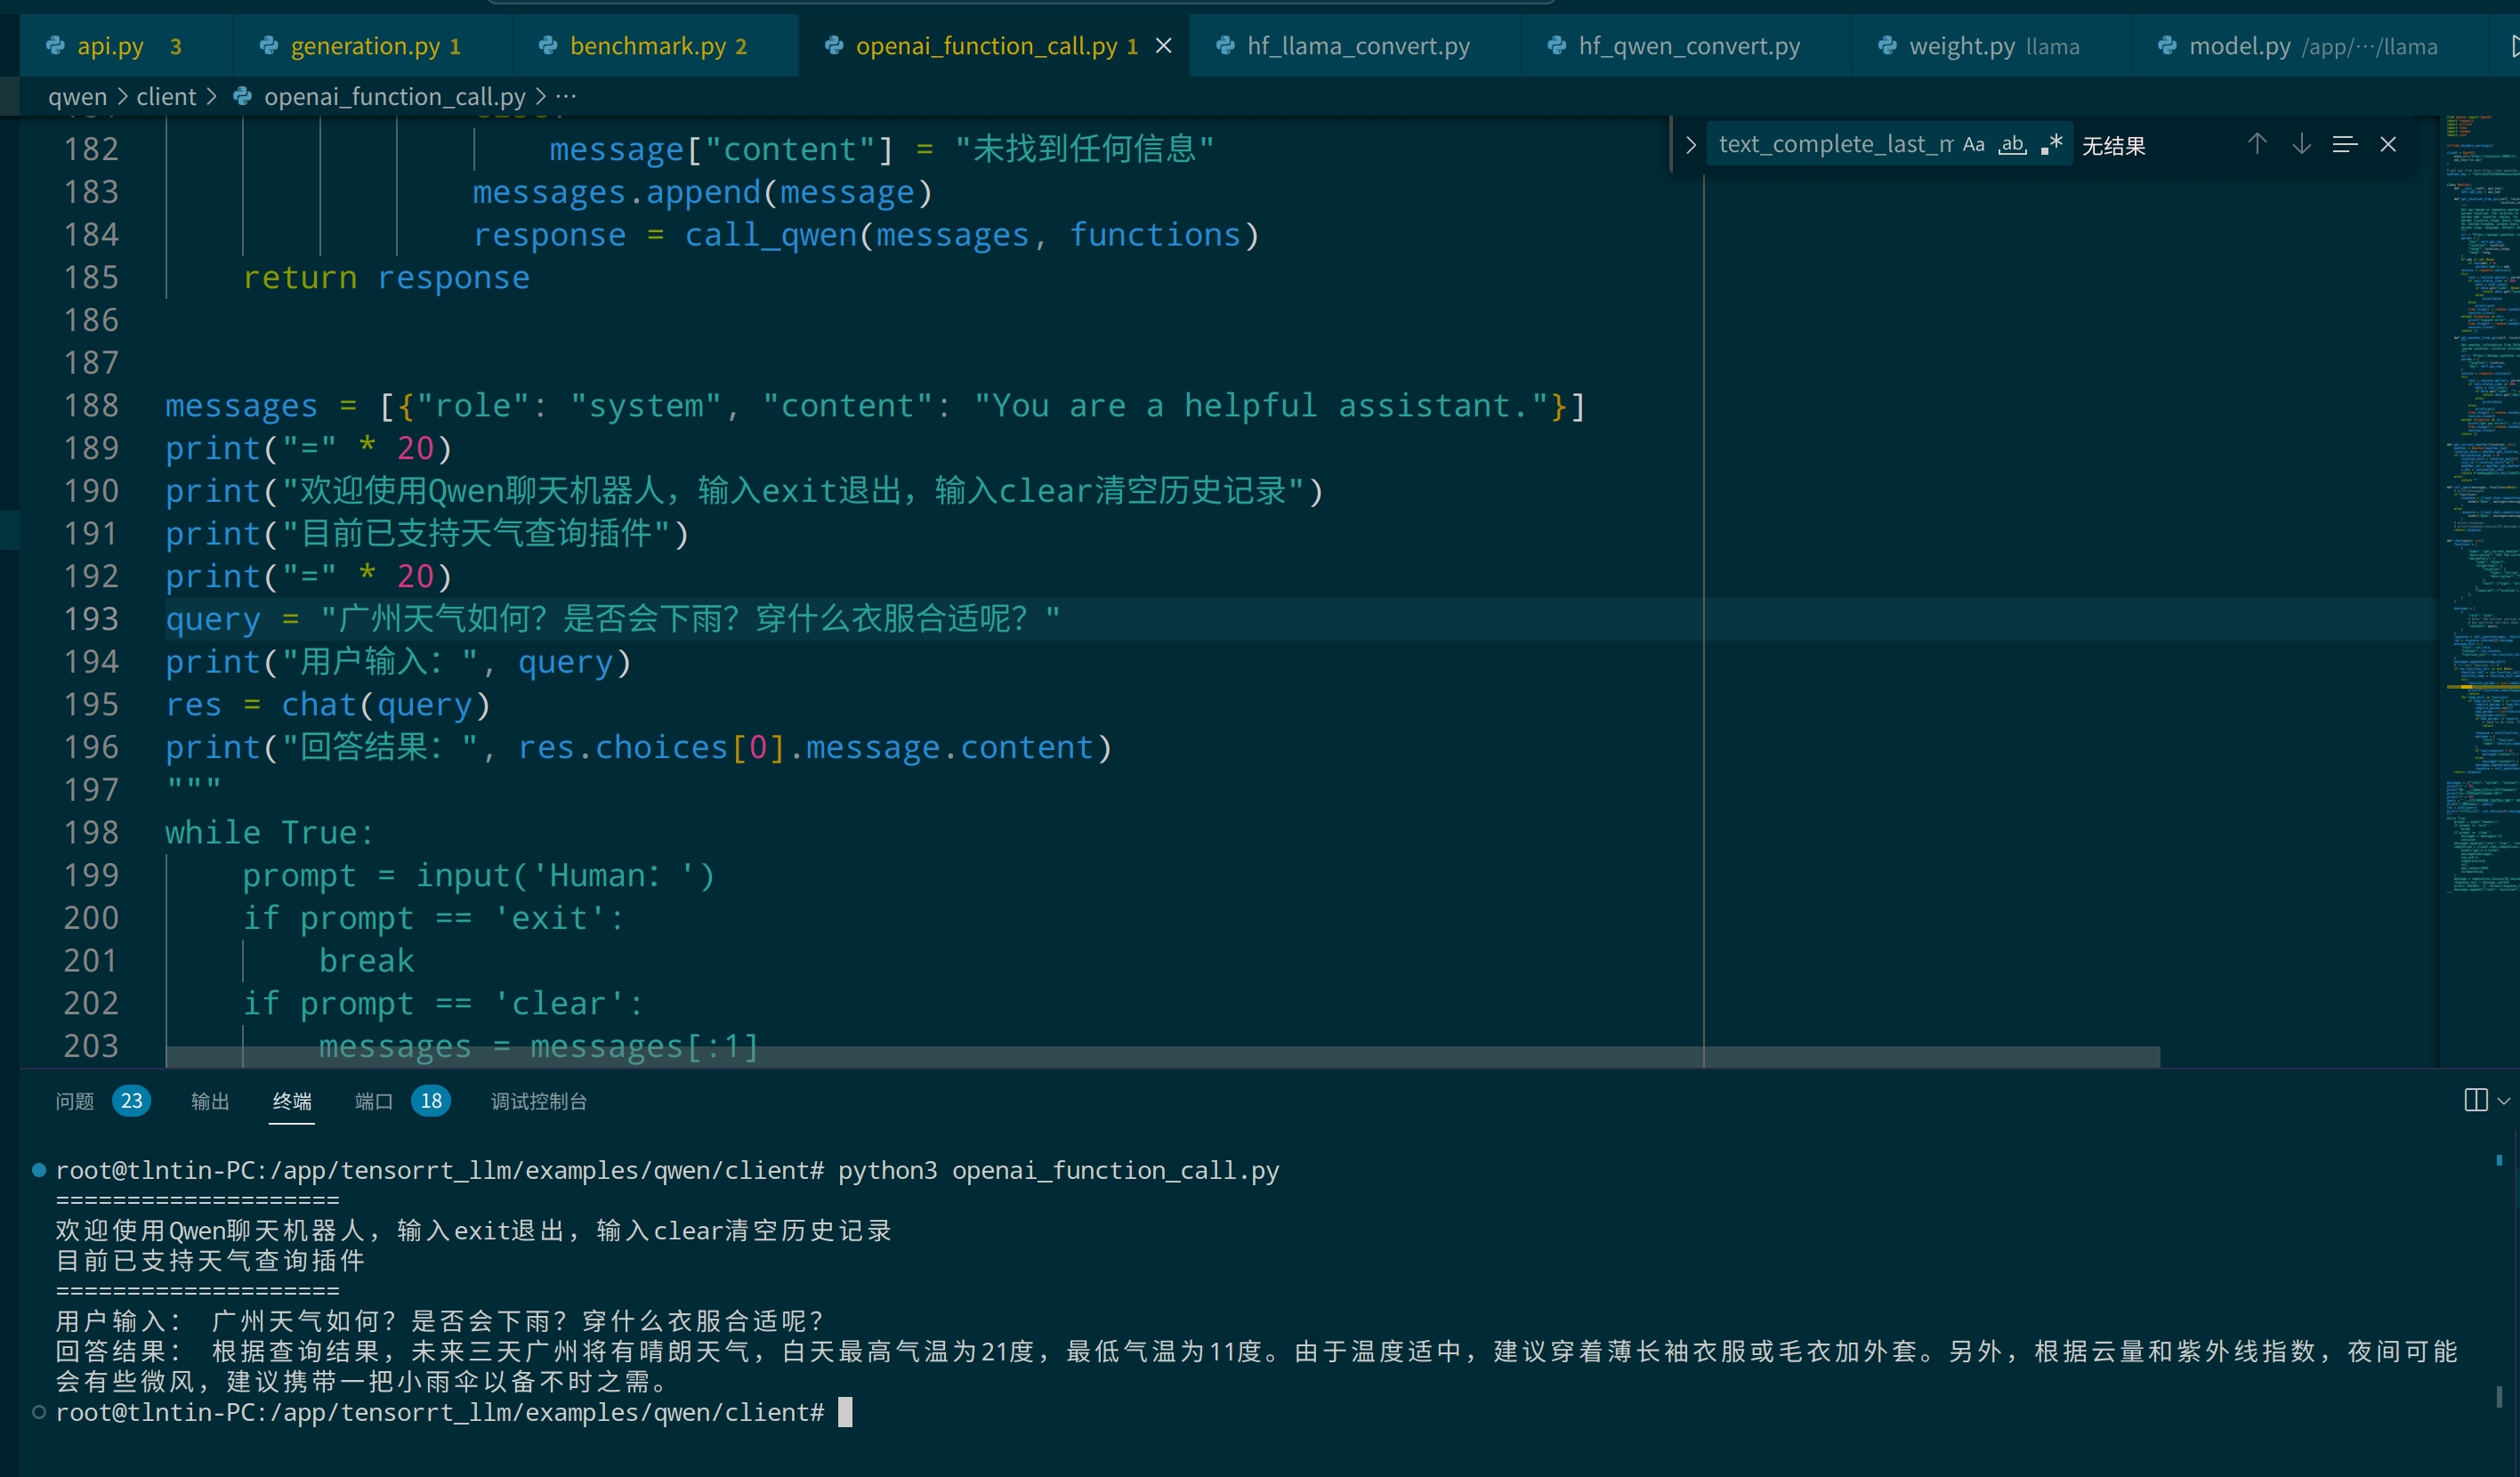 api.py 3 generation.py 1 benchmark.py 2 openai_function_call.py 1 hf_llama_convert.py hf_qwen_convert.py weight.py llama model.py /app/…/llama
qwen > client > openai_function_call.py > …
text_complete_last_m Aa ab 无结果
182 message["content"] = "未找到任何信息"
183 messages.append(message)
184 response = call_qwen(messages, functions)
185 return response
186
187
188 messages = [{"role": "system", "content": "You are a helpful assistant."}]
189 print("=" * 20)
190 print("欢迎使用Qwen聊天机器人，输入exit退出，输入clear清空历史记录")
191 print("目前已支持天气查询插件")
192 print("=" * 20)
193 query = "广州天气如何？是否会下雨？穿什么衣服合适呢？"
194 print("用户输入：", query)
195 res = chat(query)
196 print("回答结果：", res.choices[0].message.content)
197 """
198 while True:
199 prompt = input('Human：')
200 if prompt == 'exit':
201 break
202 if prompt == 'clear':
203 messages = messages[:1]
问题 23 输出 终端 端口 18 调试控制台
root@tlntin-PC:/app/tensorrt_llm/examples/qwen/client# python3 openai_function_call.py
====================
欢迎使用Qwen聊天机器人，输入exit退出，输入clear清空历史记录
目前已支持天气查询插件
====================
用户输入： 广州天气如何？是否会下雨？穿什么衣服合适呢？
回答结果： 根据查询结果，未来三天广州将有晴朗天气，白天最高气温为21度，最低气温为11度。由于温度适中，建议穿着薄长袖衣服或毛衣加外套。另外，根据云量和紫外线指数，夜间可能
会有些微风，建议携带一把小雨伞以备不时之需。
root@tlntin-PC:/app/tensorrt_llm/examples/qwen/client#